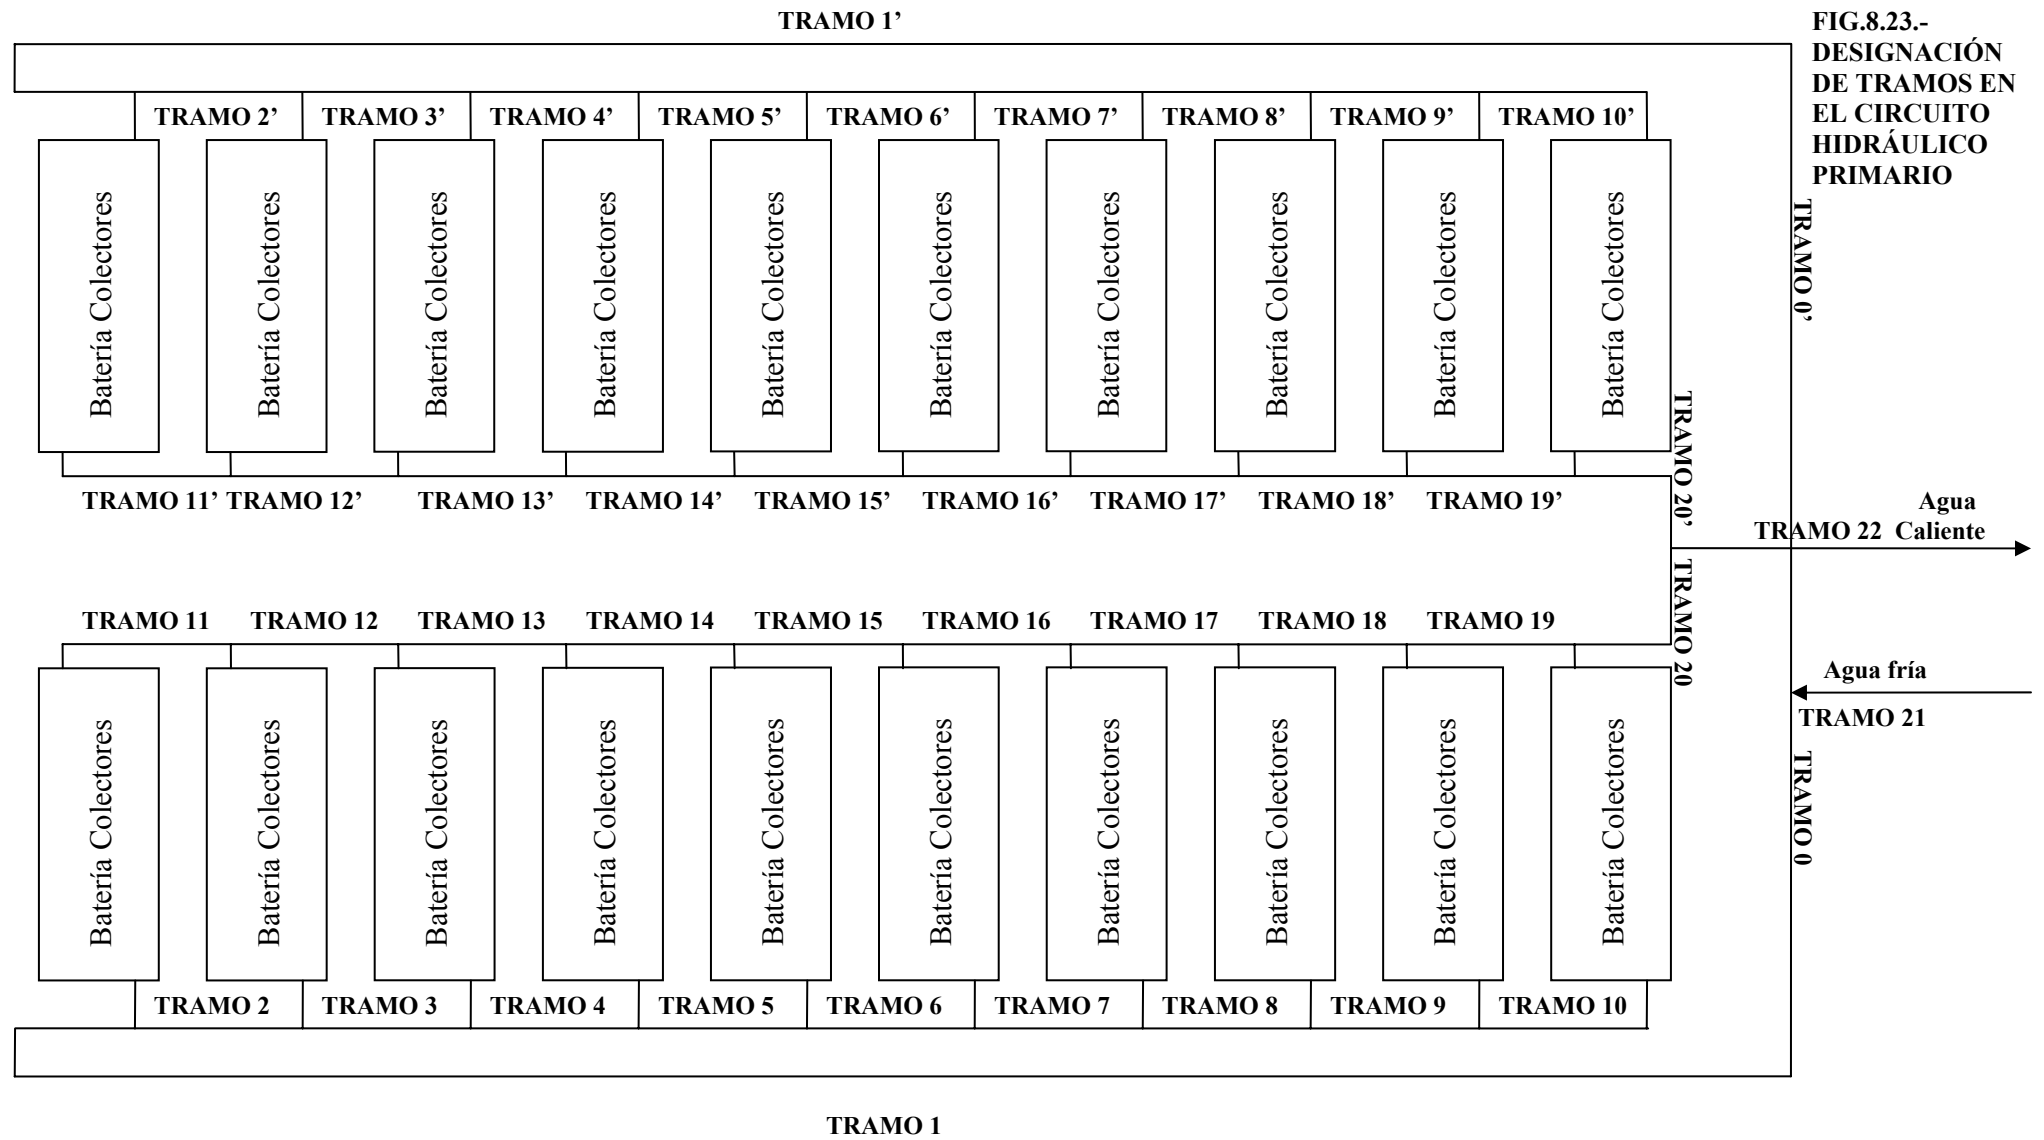 TRAMO 1’
FIG.8.23.-
DESIGNACIÓN
DE TRAMOS EN
EL CIRCUITO
HIDRÁULICO
PRIMARIO
TRAMO 2’ TRAMO 3’ TRAMO 4’ TRAMO 5’ TRAMO 6’ TRAMO 7’ TRAMO 8’ TRAMO 9’ TRAMO 10’
Batería Colectores
Batería Colectores
Batería Colectores
Batería Colectores
Batería Colectores
Batería Colectores
Batería Colectores
Batería Colectores
Batería Colectores
Batería Colectores
TRAMO 0’
TRAMO 20’
TRAMO 11’ TRAMO 12’ TRAMO 13’ TRAMO 14’ TRAMO 15’ TRAMO 16’ TRAMO 17’ TRAMO 18’ TRAMO 19’
Agua
TRAMO 22 Caliente
TRAMO 11 TRAMO 12 TRAMO 13 TRAMO 14 TRAMO 15 TRAMO 16 TRAMO 17 TRAMO 18 TRAMO 19
TRAMO 20
Agua fría
TRAMO 21
TRAMO 0
Batería Colectores
Batería Colectores
Batería Colectores
Batería Colectores
Batería Colectores
Batería Colectores
Batería Colectores
Batería Colectores
Batería Colectores
Batería Colectores
TRAMO 2 TRAMO 3 TRAMO 4 TRAMO 5 TRAMO 6 TRAMO 7 TRAMO 8 TRAMO 9 TRAMO 10
TRAMO 1